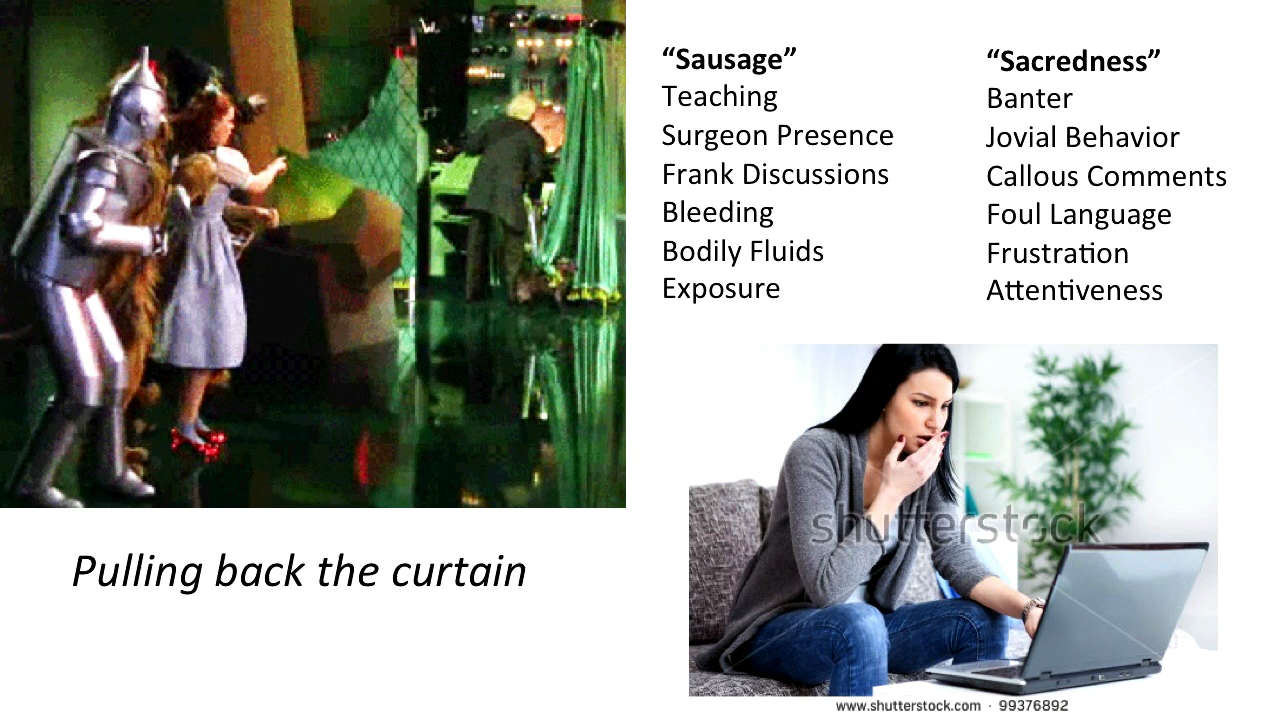 “Sausage”
Teaching
Surgeon Presence
Frank Discussions
Bleeding
Bodily Fluids
Exposure
“Sacredness”
Banter
Jovial Behavior
Callous Comments
Foul Language
Frustration
Attentiveness
Pulling back the curtain
shutterstock
www.shutterstock.com · 99376892